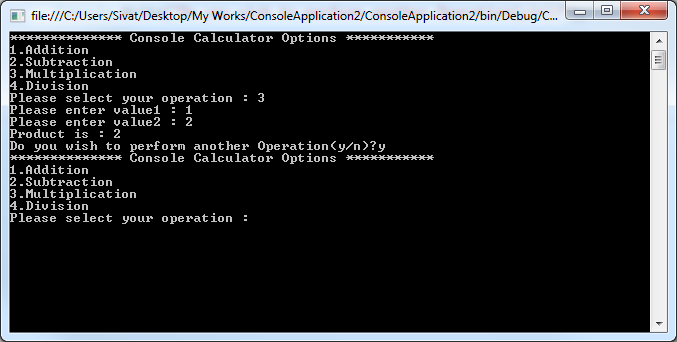 file:///C:/Users/Sivat/Desktop/My Works/ConsoleApplication2/ConsoleApplication2/bin/Debug/C...
************** Console Calculator Options ***********
1.Addition
2.Subtraction
3.Multiplication
4.Division
Please select your operation : 3
Please enter value1 : 1
Please enter value2 : 2
Product is : 2
Do you wish to perform another Operation(y/n)?y
************** Console Calculator Options ***********
1.Addition
2.Subtraction
3.Multiplication
4.Division
Please select your operation :